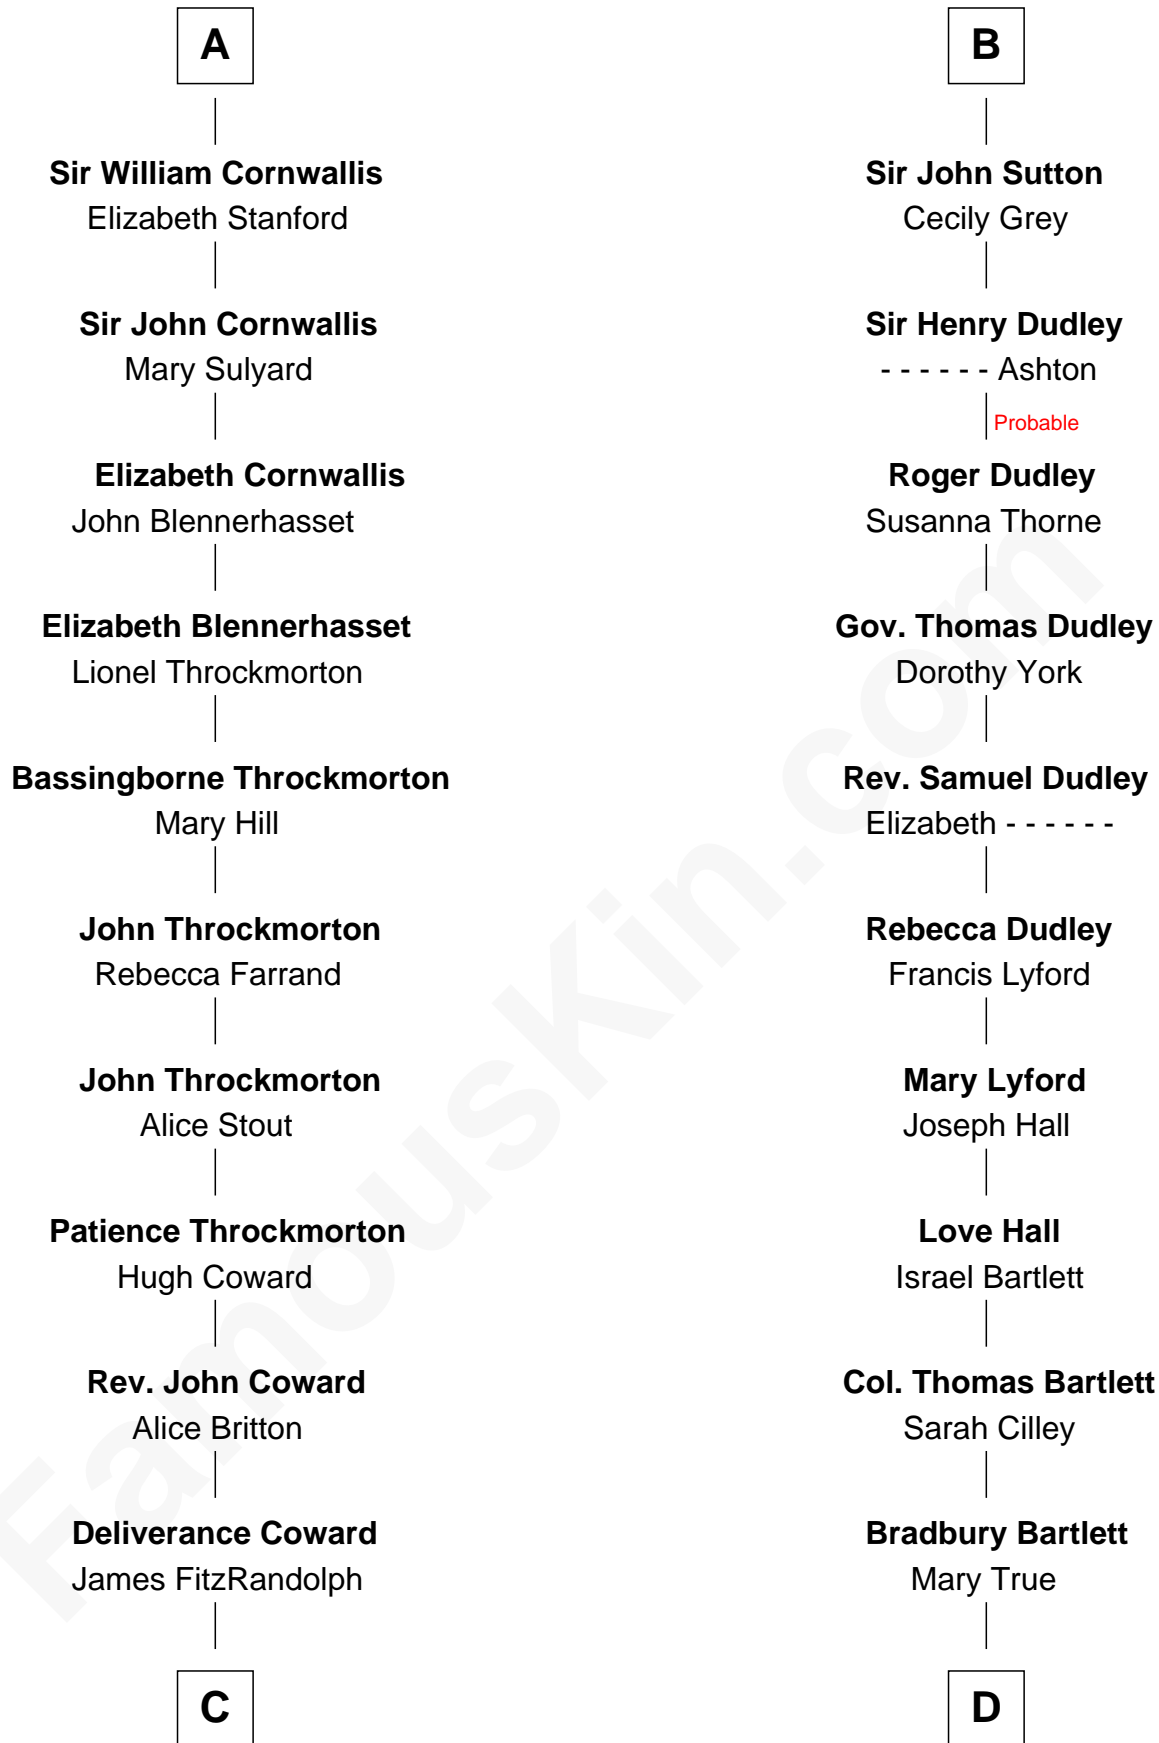 A
Sir William Cornwallis
Elizabeth Stanford
Sir John Cornwallis
Mary Sulyard
Elizabeth Cornwallis
John Blennerhasset
Elizabeth Blennerhasset
Lionel Throckmorton
Bassingborne Throckmorton
Mary Hill
John Throckmorton
Rebecca Farrand
John Throckmorton
Alice Stout
Patience Throckmorton
Hugh Coward
Rev. John Coward
Alice Britton
Deliverance Coward
James FitzRandolph
C
B
Sir John Sutton
Cecily Grey
Sir Henry Dudley
- - - - - - Ashton
Probable
Roger Dudley
Susanna Thorne
Gov. Thomas Dudley
Dorothy York
Rev. Samuel Dudley
Elizabeth - - - - - -
Rebecca Dudley
Francis Lyford
Mary Lyford
Joseph Hall
Love Hall
Israel Bartlett
Col. Thomas Bartlett
Sarah Cilley
Bradbury Bartlett
Mary True
D
FamousKin.com